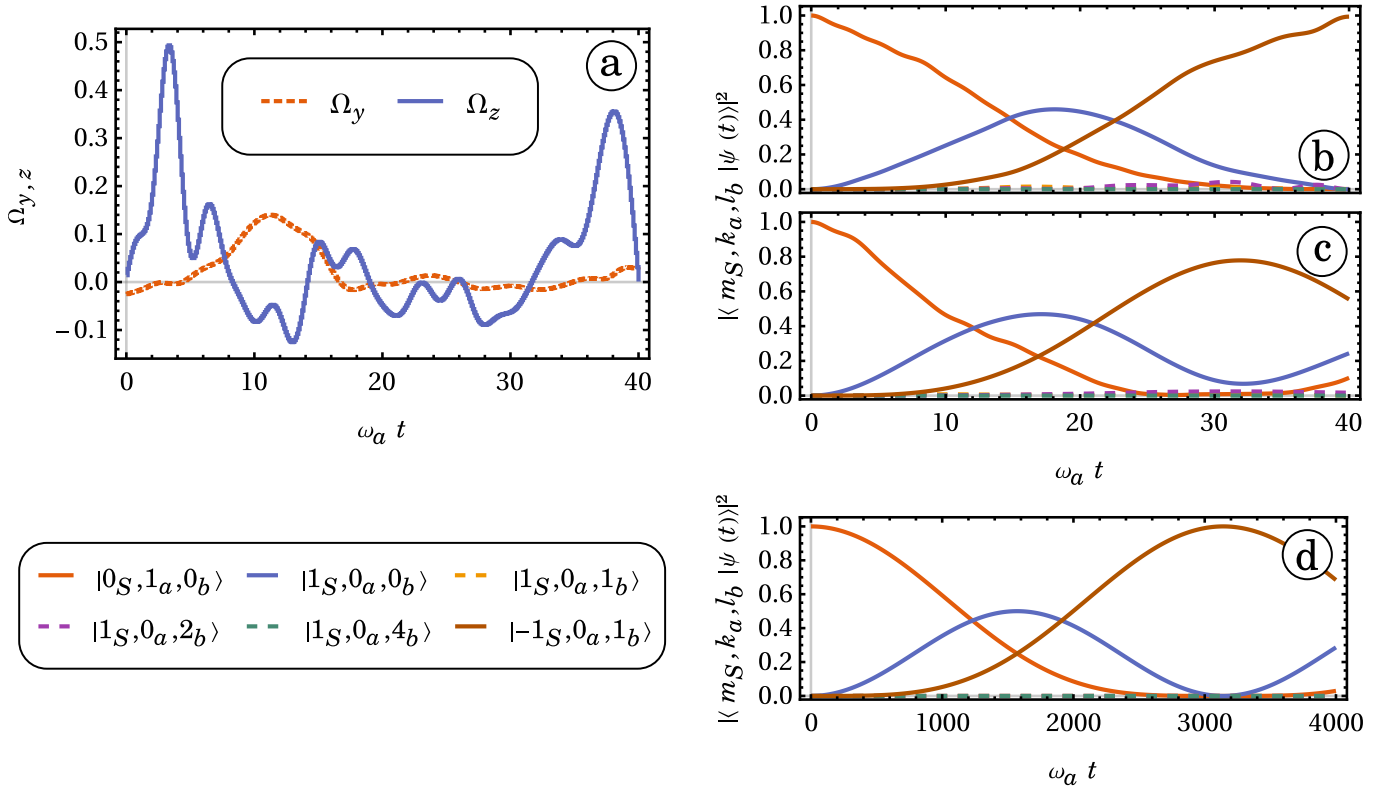 a
Ω_y
Ω_z
0.5
0.4
0.3
0.2
0.1
0.0
−0.1
Ω_{y,z}
0 10 20 30 40
ω_a t
b
1.0
0.8
0.6
0.4
0.2
0.0
c
1.0
0.8
0.6
0.4
0.2
0.0
|⟨ m_S, k_a, l_b |ψ (t)⟩|²
0 10 20 30 40
ω_a t
|0_S,1_a,0_b⟩ |1_S,0_a,0_b⟩ |1_S,0_a,1_b⟩
|1_S,0_a,2_b⟩ |1_S,0_a,4_b⟩ |−1_S,0_a,1_b⟩
d
1.0
0.8
0.6
0.4
0.2
0.0
|⟨ m_S, k_a, l_b |ψ (t)⟩|²
0 1000 2000 3000 4000
ω_a t